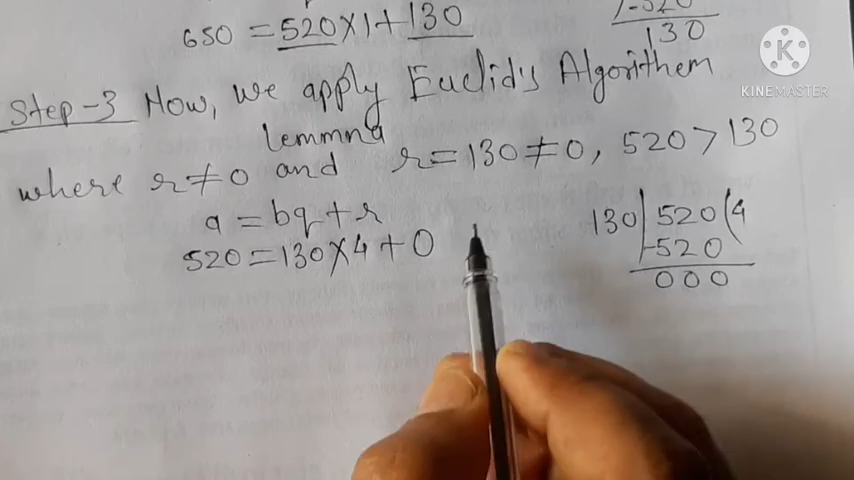 650 = 520×1+130
-520
130
KINEMASTER
Step-3 Now, we apply Euclid's Algorithem
lemmna
where r≠0 and r=130≠0, 520>130
a = bq+r
520=130×4+0
130|520(4
-520
000